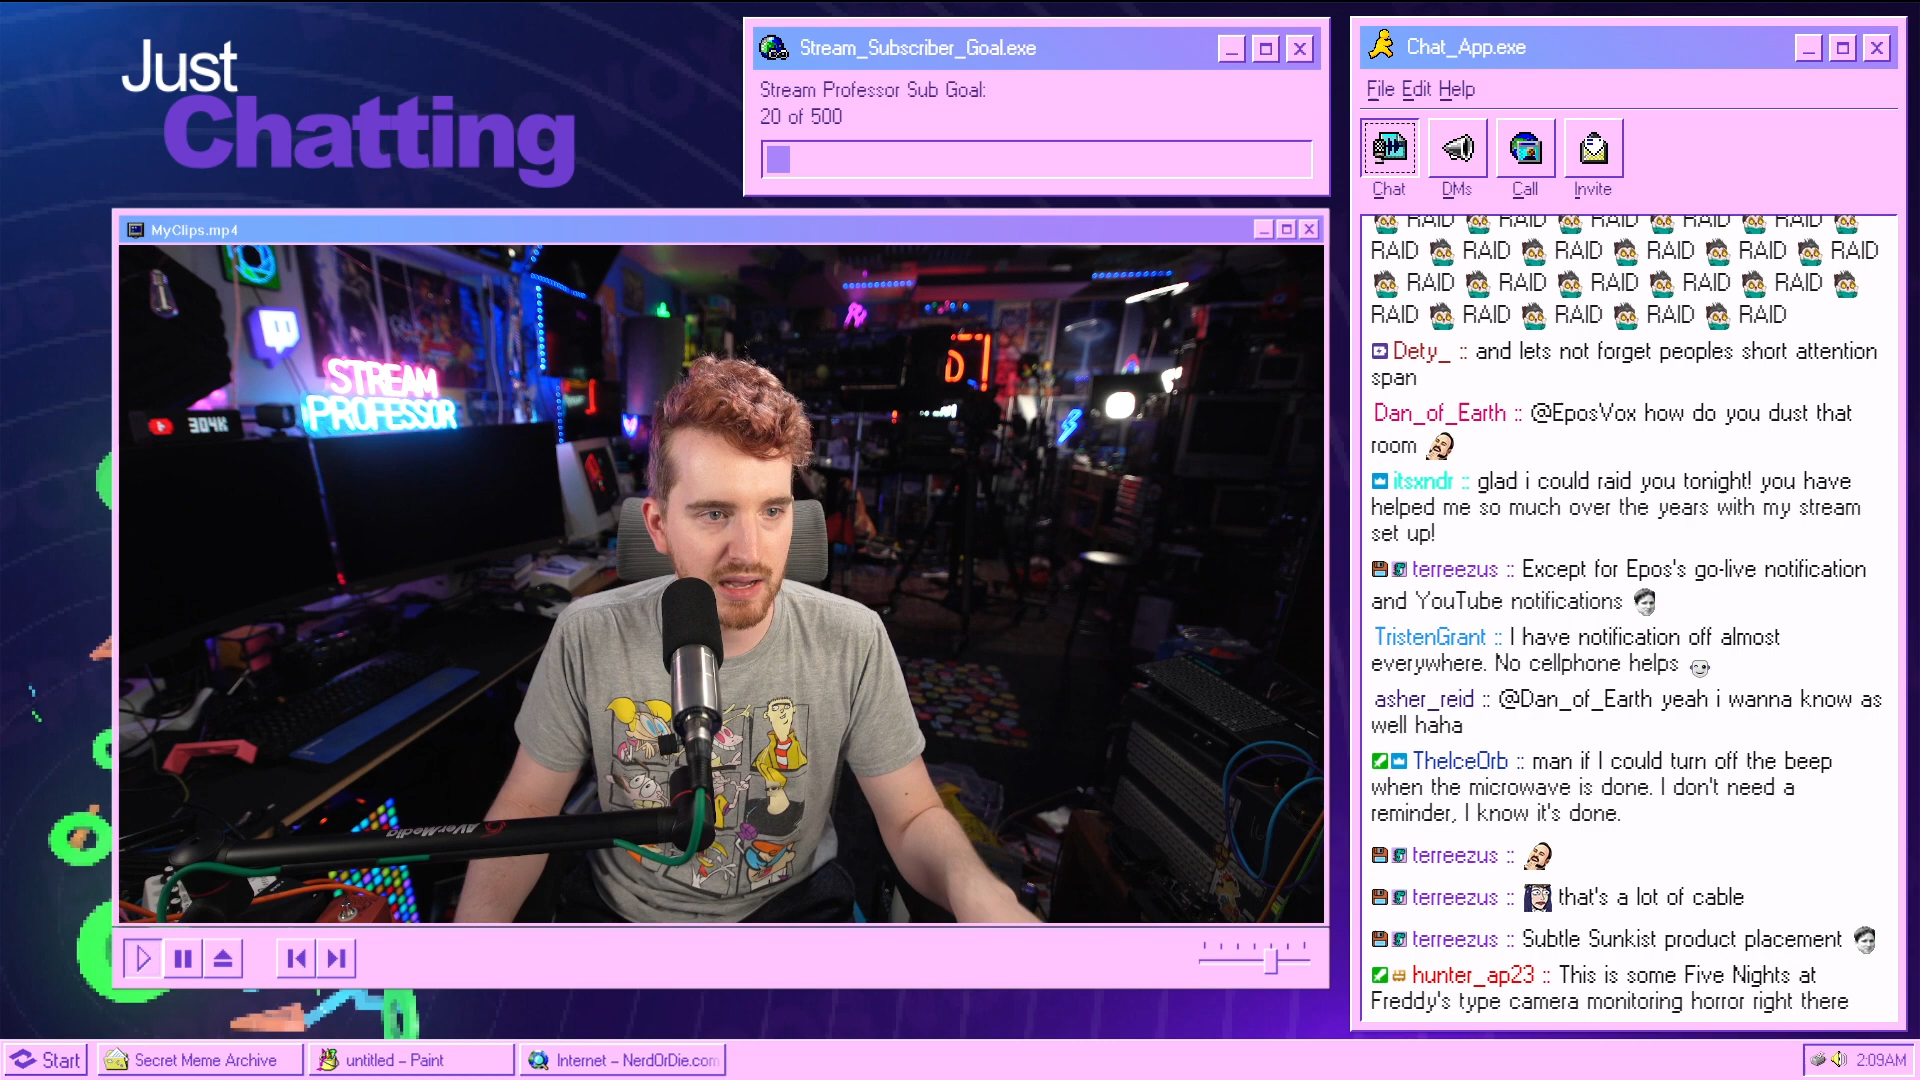 Just
Chatting
Stream_Subscriber_Goal.exe
Stream Professor Sub Goal:
20 of 500
MyClips.mp4
STREAM
PROFESSOR
304K
AVerMedia
Chat_App.exe
File Edit Help
Chat DMs Call Invite
RAID RAID RAID RAID RAID
RAID RAID RAID RAID RAID RAID
RAID RAID RAID RAID RAID
RAID RAID RAID RAID RAID
Dety_ :: and lets not forget peoples short attention
span
Dan_of_Earth :: @EposVox how do you dust that
room
itsxndr :: glad i could raid you tonight! you have
helped me so much over the years with my stream
set up!
terreezus :: Except for Epos's go-live notification
and YouTube notifications
TristenGrant :: I have notification off almost
everywhere. No cellphone helps
asher_reid :: @Dan_of_Earth yeah i wanna know as
well haha
TheIceOrb :: man if I could turn off the beep
when the microwave is done. I don't need a
reminder, I know it's done.
terreezus ::
terreezus :: that's a lot of cable
terreezus :: Subtle Sunkist product placement
hunter_ap23 :: This is some Five Nights at
Freddy's type camera monitoring horror right there
Start
Secret Meme Archive
untitled - Paint
Internet - NerdOrDie.com
2:09AM